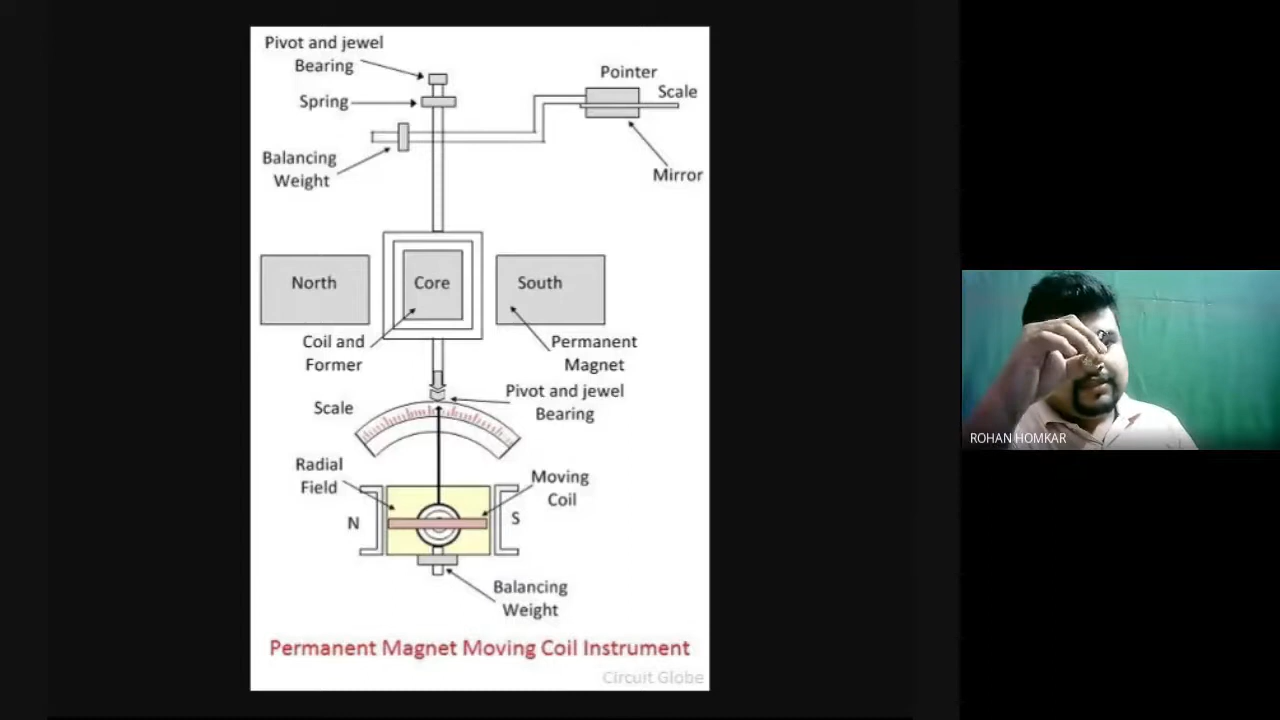 Pivot and jewel
Bearing
Pointer
Scale
Spring
Balancing
Weight
Mirror
North
Core
South
Coil and
Former
Permanent
Magnet
Pivot and jewel
Bearing
Scale
Radial
Field
Moving
Coil
N
S
Balancing
Weight
Permanent Magnet Moving Coil Instrument
Circuit Globe
ROHAN HOMKAR